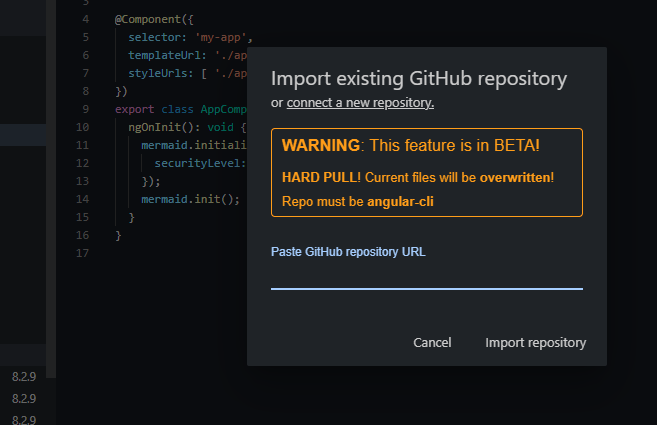 4 @Component({
5 selector: 'my-app',
6 templateUrl: './ap
7 styleUrls: [ './ap
8 })
9 export class AppComp
10 ngOnInit(): void {
11 mermaid.initiali
12 securityLevel:
13 });
14 mermaid.init();
15 }
16 }
17
Import existing GitHub repository
or connect a new repository.
WARNING: This feature is in BETA!
HARD PULL! Current files will be overwritten!
Repo must be angular-cli
Paste GitHub repository URL
Cancel Import repository
8.2.9
8.2.9
8.2.9